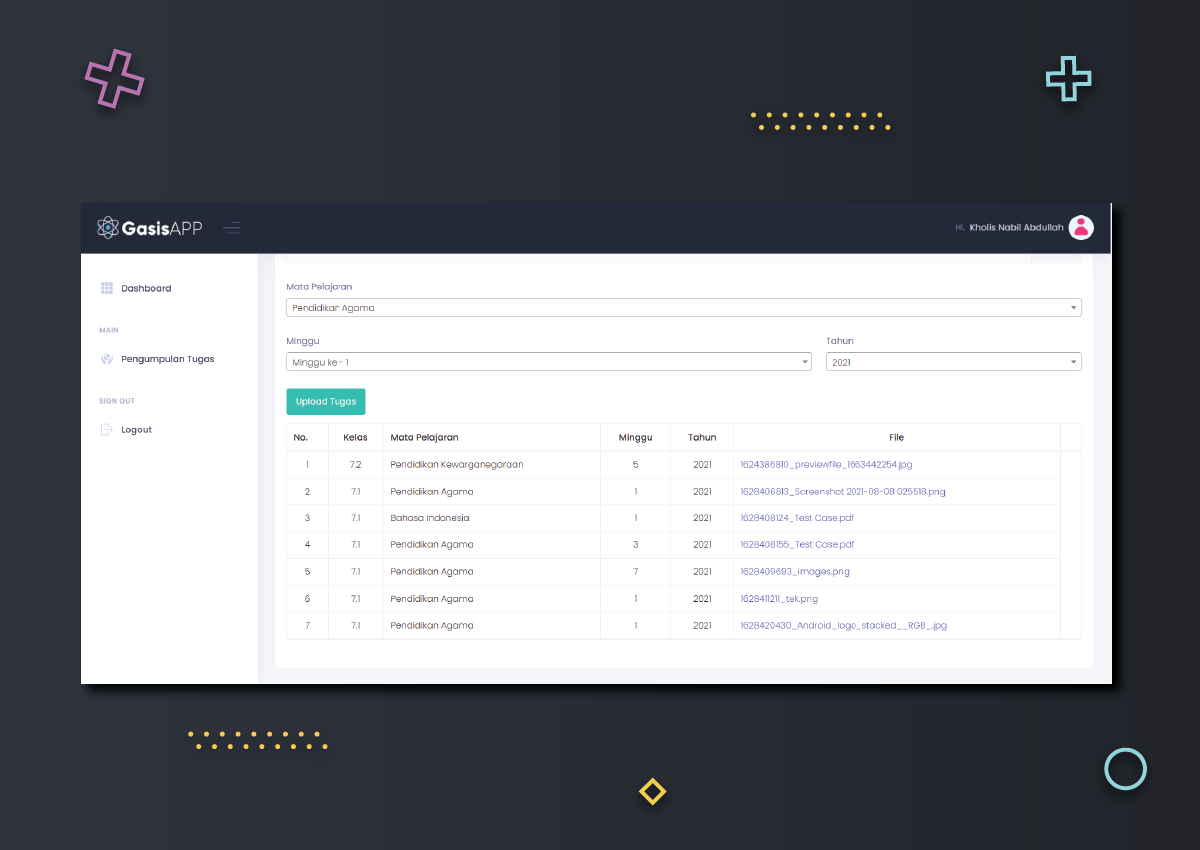 GasisAPP
Hi, Kholis Nabil Abdullah
Dashboard
MAIN
Pengumpulan Tugas
SIGN OUT
Logout
Mata Pelajaran
Pendidikan Agama
Minggu Tahun
Minggu ke - 1 2021
Upload Tugas
No. Kelas Mata Pelajaran Minggu Tahun File
1 7.2 Pendidikan Kewarganegaraan 5 2021 1624386810_previewfile_1663442254.jpg
2 7.1 Pendidikan Agama 1 2021 1628406813_Screenshot 2021-08-08 025518.png
3 7.1 Bahasa Indonesia 1 2021 1628408124_Test Case.pdf
4 7.1 Pendidikan Agama 3 2021 1628408155_Test Case.pdf
5 7.1 Pendidikan Agama 7 2021 1628409693_images.png
6 7.1 Pendidikan Agama 1 2021 1628411211_tek.png
7 7.1 Pendidikan Agama 1 2021 1628420430_Android_logo_stacked__RGB_.jpg